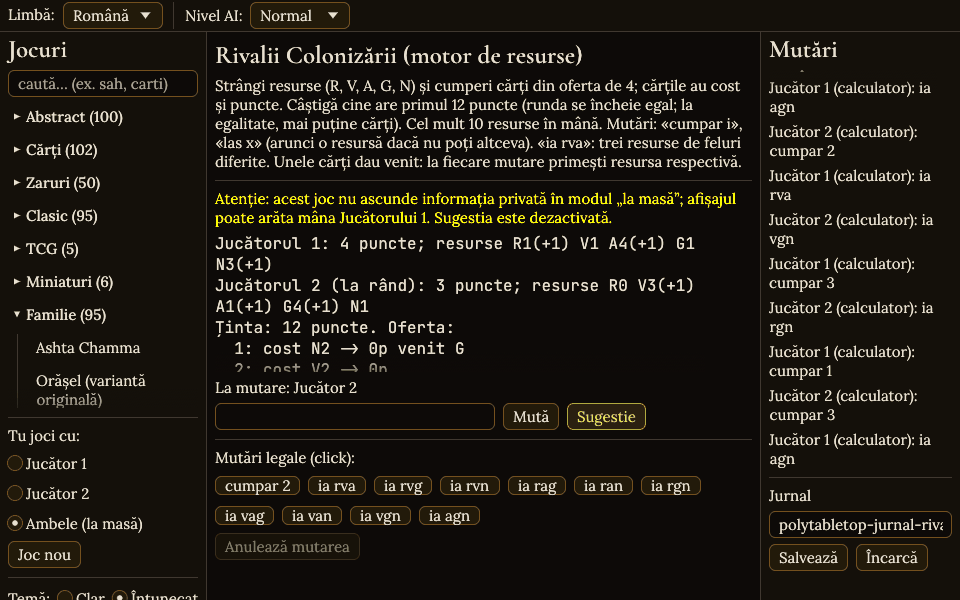 Limbă: Română Nivel AI: Normal
Jocuri
caută... (ex. sah, carti)
Abstract (100)
Cărți (102)
Zaruri (50)
Clasic (95)
TCG (5)
Miniaturi (6)
Familie (95)
Ashta Chamma
Orășel (variantă
originală)
Tu joci cu:
Jucător 1
Jucător 2
Ambele (la masă)
Joc nou
Temă: Clar Întunecat
Rivalii Colonizării (motor de resurse)
Strângi resurse (R, V, A, G, N) și cumperi cărți din oferta de 4; cărțile au cost
și puncte. Câștigă cine are primul 12 puncte (runda se încheie egal; la
egalitate, mai puține cărți). Cel mult 10 resurse în mână. Mutări: «cumpar i»,
«las x» (arunci o resursă dacă nu poți altceva). «ia rva»: trei resurse de feluri
diferite. Unele cărți dau venit: la fiecare mutare primești resursa respectivă.
Atenție: acest joc nu ascunde informația privată în modul „la masă”; afișajul
poate arăta mâna Jucătorului 1. Sugestia este dezactivată.
Jucătorul 1: 4 puncte; resurse R1(+1) V1 A4(+1) G1
N3(+1)
Jucătorul 2 (la rând): 3 puncte; resurse R0 V3(+1)
A1(+1) G4(+1) N1
Ținta: 12 puncte. Oferta:
1: cost N2 -> 0p venit G
2: cost V2 -> 0p
La mutare: Jucător 2
Mută Sugestie
Mutări legale (click):
cumpar 2 ia rva ia rvg ia rvn ia rag ia ran ia rgn
ia vag ia van ia vgn ia agn
Anulează mutarea
Mutări
Jucător 1 (calculator): ia
agn
Jucător 2 (calculator):
cumpar 2
Jucător 1 (calculator): ia
rva
Jucător 2 (calculator): ia
vgn
Jucător 1 (calculator):
cumpar 3
Jucător 2 (calculator): ia
rgn
Jucător 1 (calculator):
cumpar 1
Jucător 2 (calculator):
cumpar 3
Jucător 1 (calculator): ia
agn
Jurnal
polytabletop-jurnal-riva
Salvează Încarcă